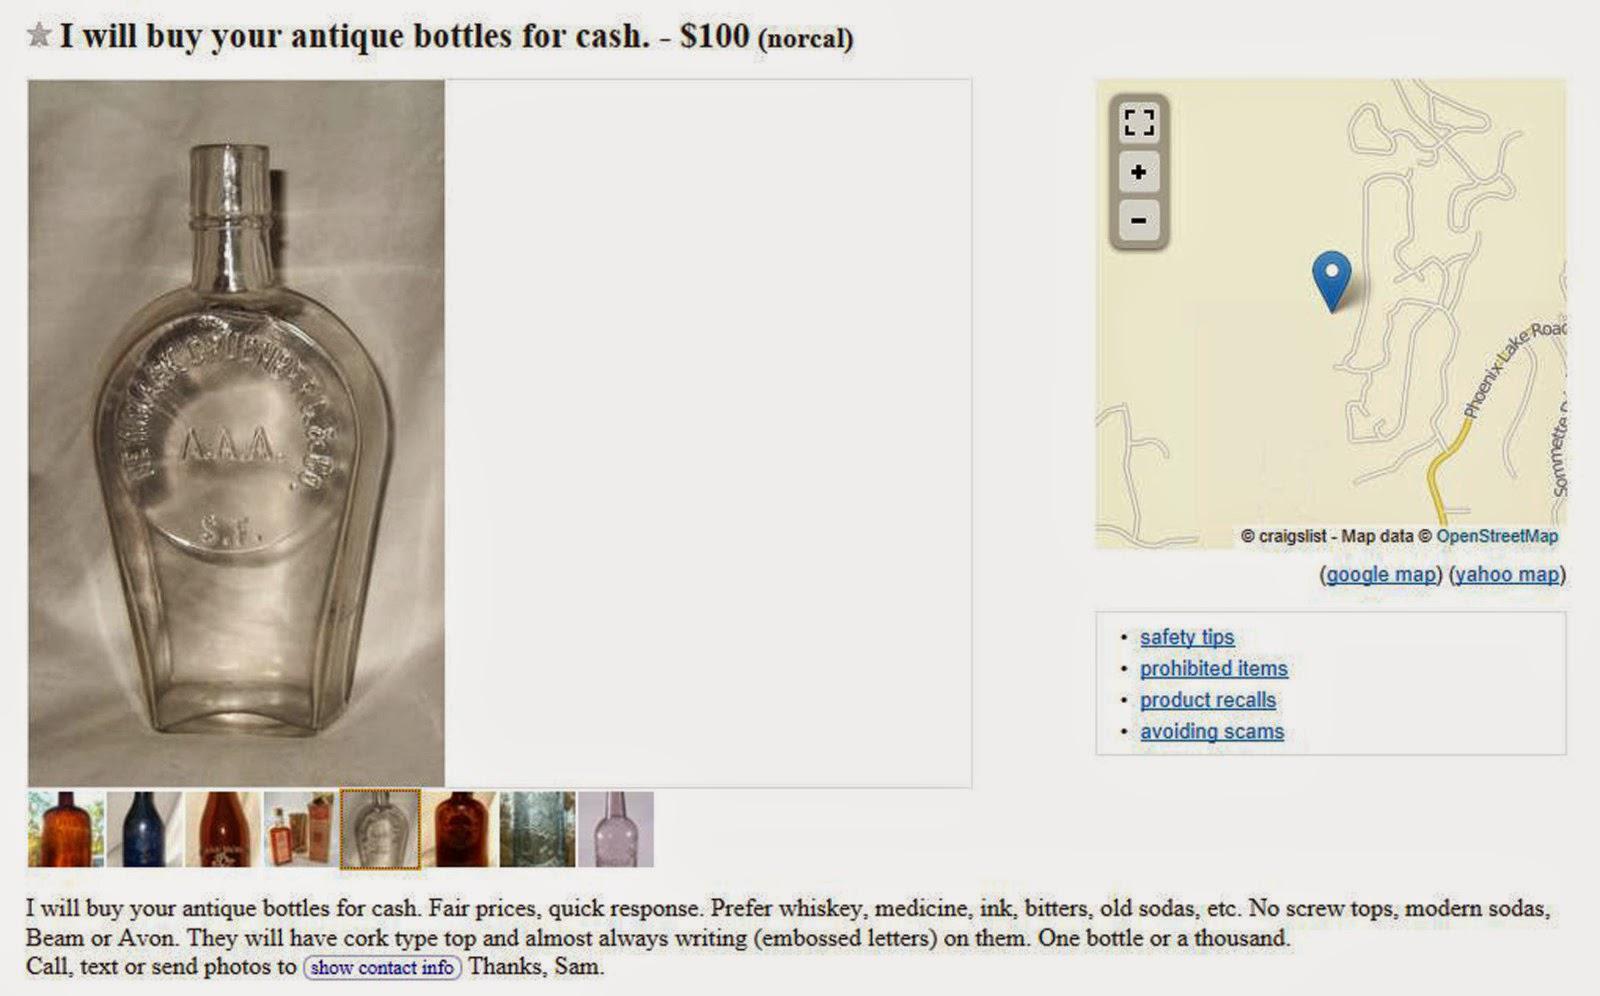 I will buy your antique bottles for cash. - $100 (norcal)
A.A.A.
S.F.
+
-
Phoenix Lake Road
Sommette
© craigslist - Map data © OpenStreetMap
(google map) (yahoo map)
• safety tips
• prohibited items
• product recalls
• avoiding scams
I will buy your antique bottles for cash. Fair prices, quick response. Prefer whiskey, medicine, ink, bitters, old sodas, etc. No screw tops, modern sodas,
Beam or Avon. They will have cork type top and almost always writing (embossed letters) on them. One bottle or a thousand.
Call, text or send photos to show contact info Thanks, Sam.